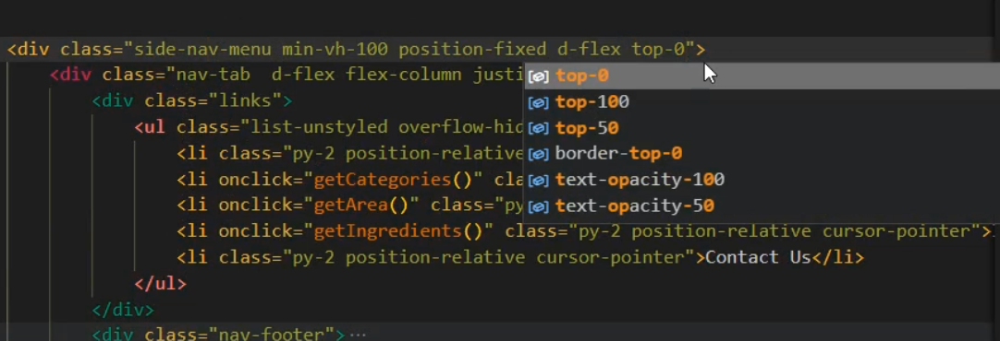 <div class="side-nav-menu min-vh-100 position-fixed d-flex top-0">
<div class="nav-tab  d-flex flex-column justi
top-0
<div class="links">
top-100
<ul class="list-unstyled overflow-hid
top-50
<li class="py-2 position-relative
border-top-0
<li onclick="getCategories()" cla
text-opacity-100
<li onclick="getArea()" class="py
text-opacity-50
<li onclick="getIngredients()" class="py-2 position-relative cursor-pointer">
<li class="py-2 position-relative cursor-pointer">Contact Us</li>
</ul>
</div>
<div class="nav-footer">···